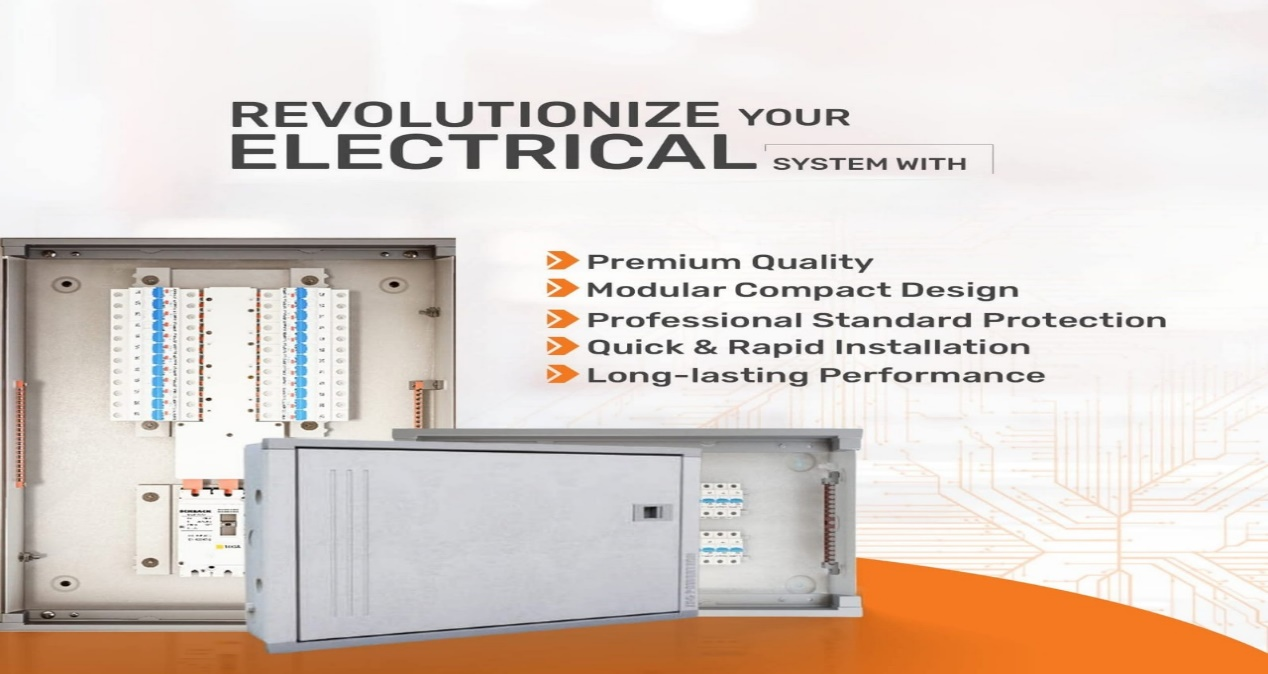 REVOLUTIONIZE YOUR
ELECTRICAL SYSTEM WITH
Premium Quality
Modular Compact Design
Professional Standard Protection
Quick & Rapid Installation
Long-lasting Performance